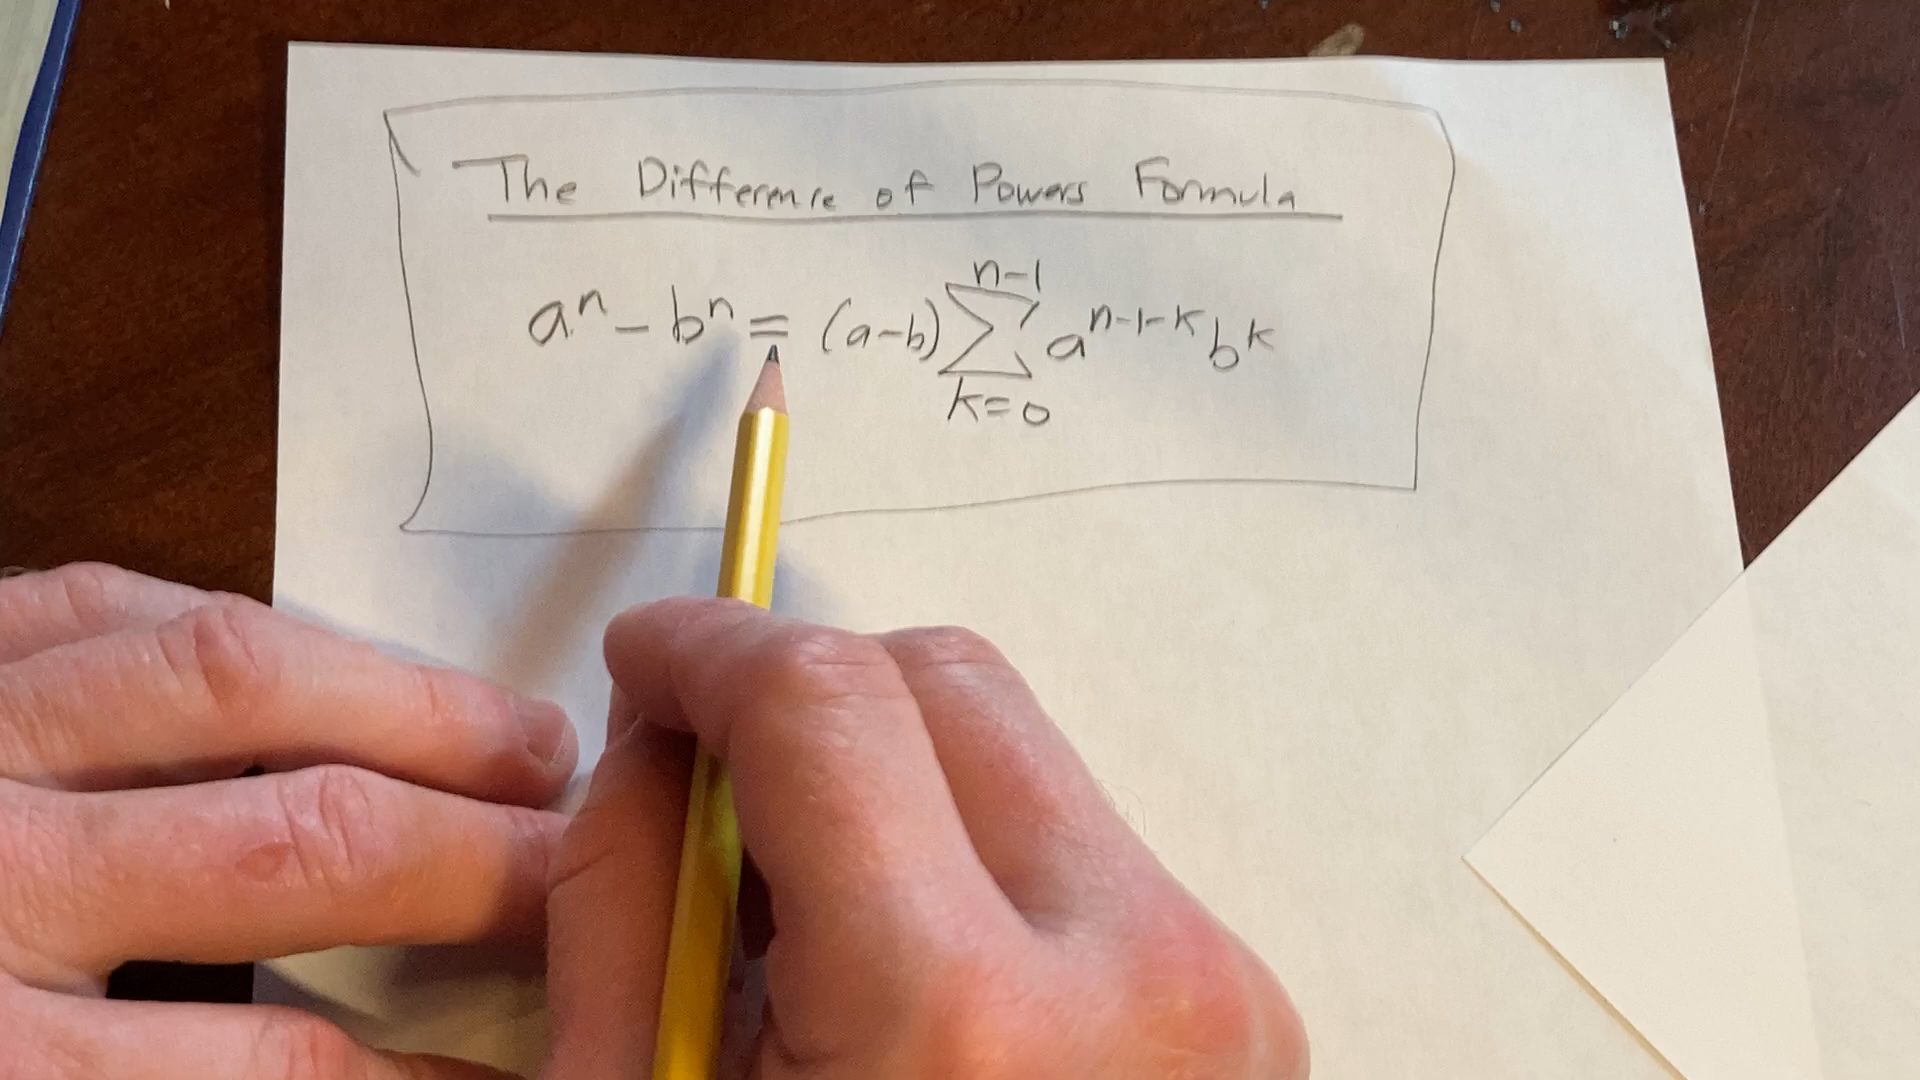 The Difference of Powers Formula
aⁿ - bⁿ = (a-b) ∑_{k=0}^{n-1} a^{n-1-k} b^k